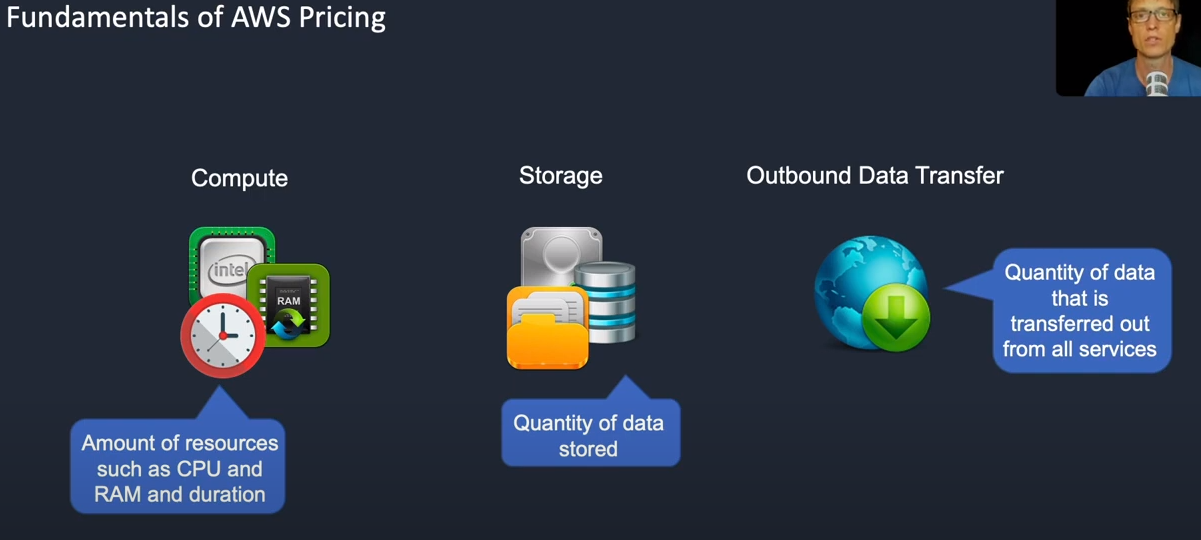 Fundamentals of AWS Pricing
Compute
Storage
Outbound Data Transfer
intel
RAM
Amount of resources
such as CPU and
RAM and duration
Quantity of data
stored
Quantity of data
that is
transferred out
from all services